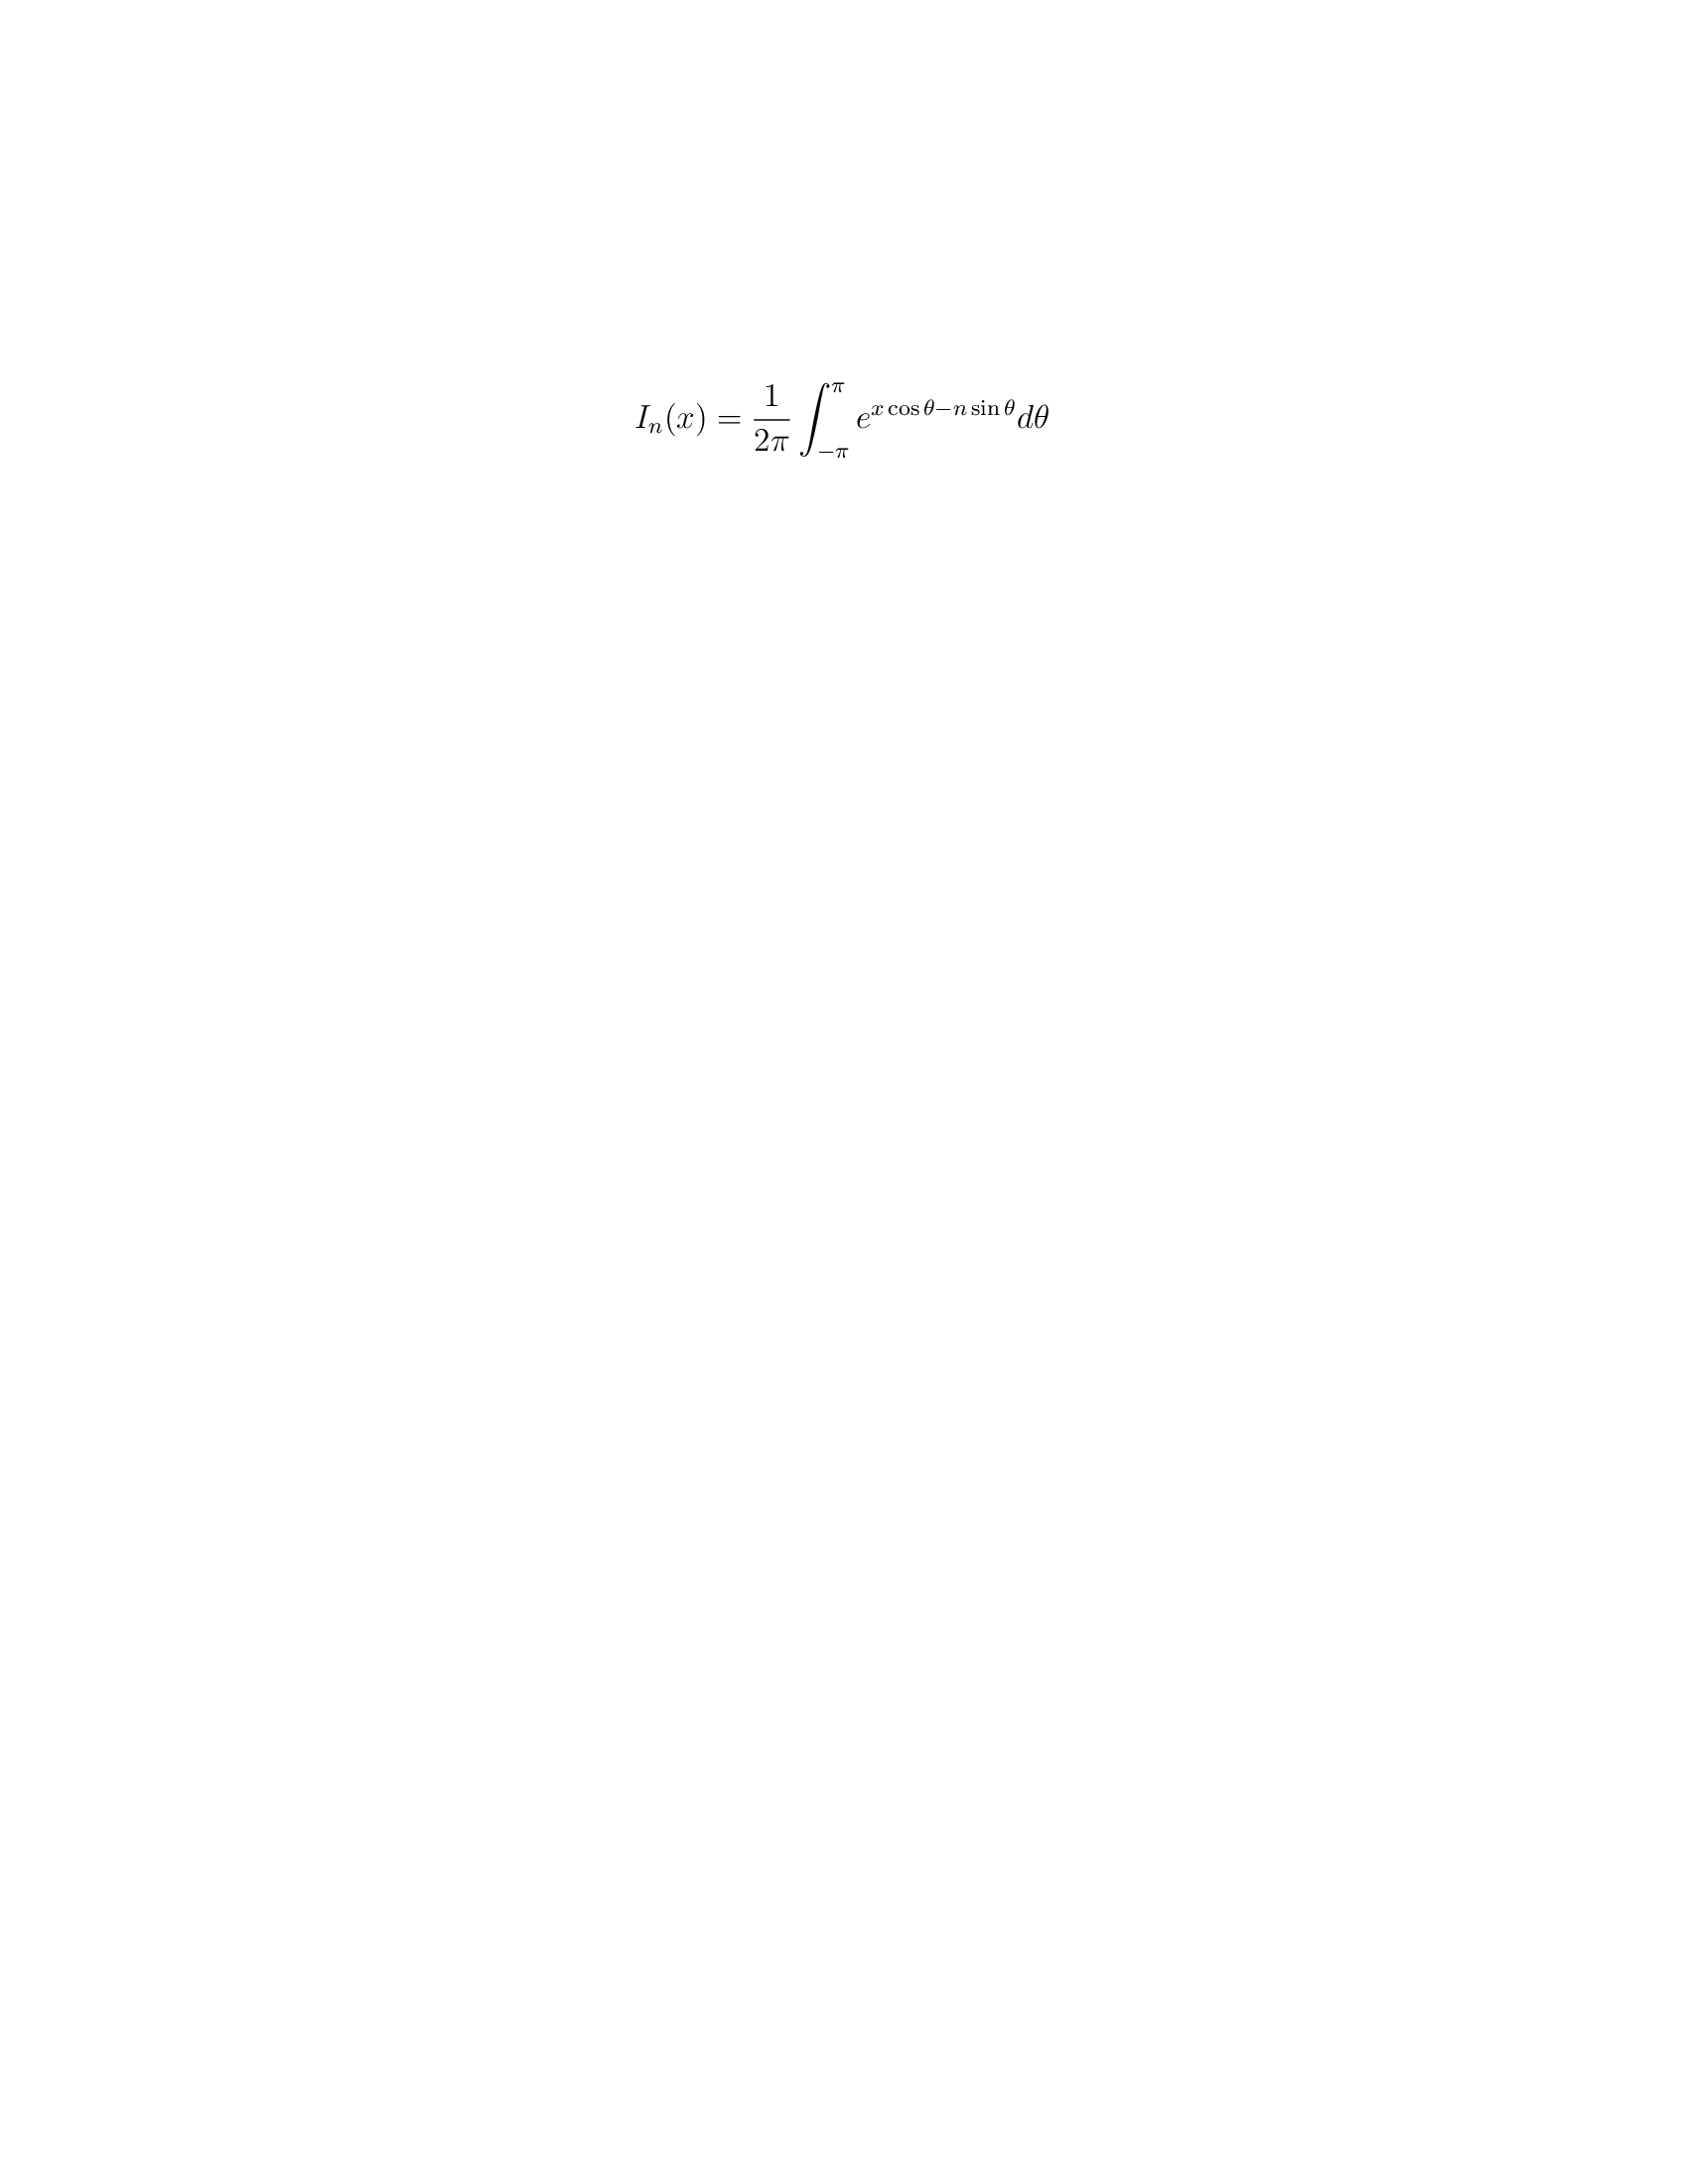 $$I_n(x) = \frac{1}{2\pi} \int_{-\pi}^{\pi} e^{x \cos \theta - n \sin \theta} d\theta$$